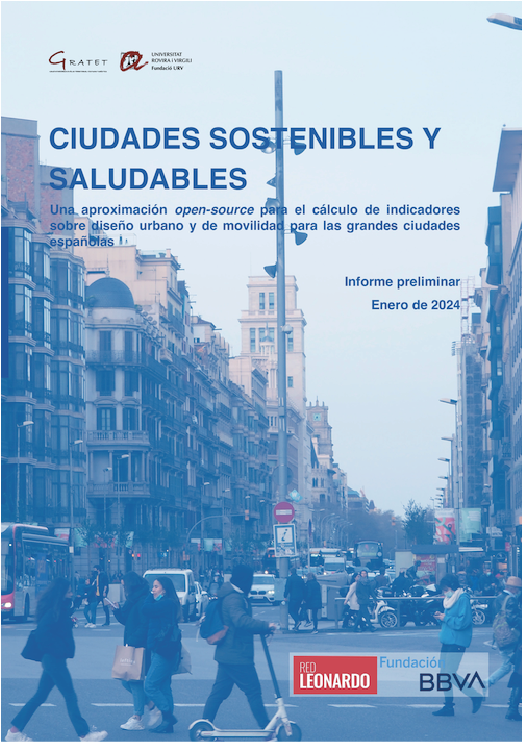 GRATET
UNIVERSITAT
ROVIRA I VIRGILI
Fundació URV
CIUDADES SOSTENIBLES Y
SALUDABLES
Una aproximación open-source para el cálculo de indicadores
sobre diseño urbano y de movilidad para las grandes ciudades
españolas
Informe preliminar
Enero de 2024
RED
LEONARDO
Fundación
BBVA